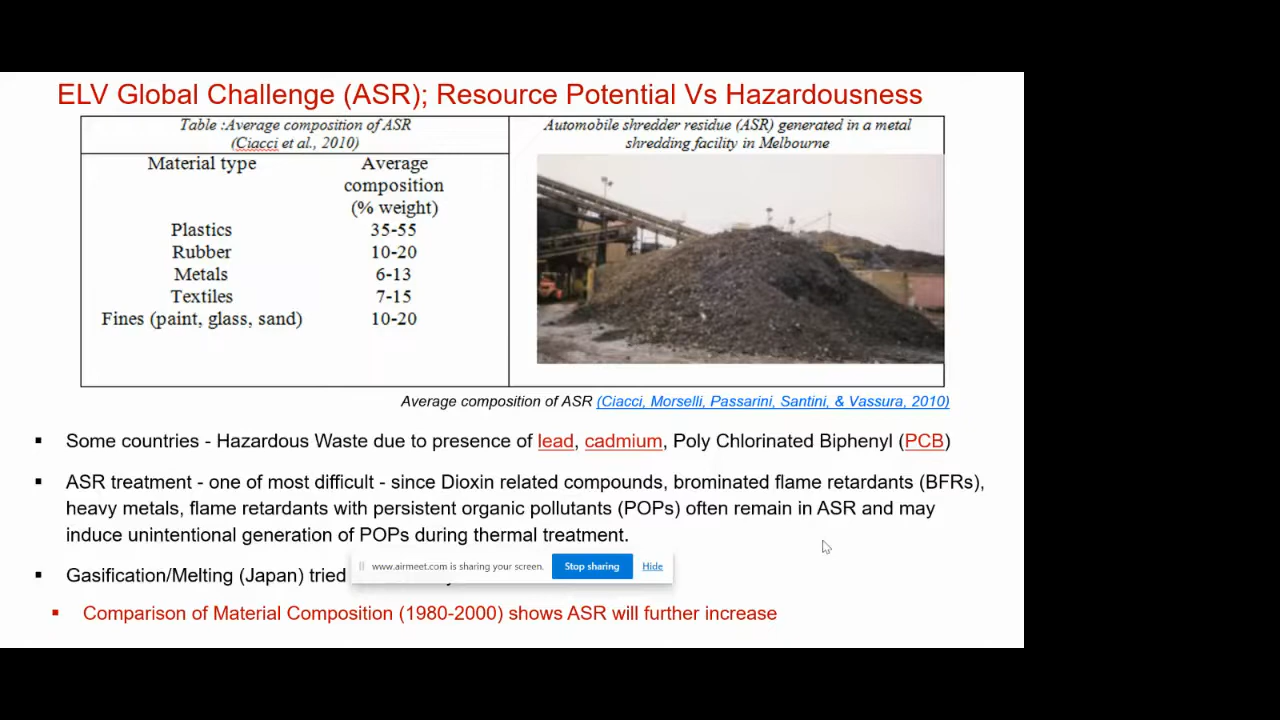 ELV Global Challenge (ASR); Resource Potential Vs Hazardousness
Table :Average composition of ASR
(Ciacci et al., 2010)
Material type Average
composition
(% weight)
Plastics 35-55
Rubber 10-20
Metals 6-13
Textiles 7-15
Fines (paint, glass, sand) 10-20
Automobile shredder residue (ASR) generated in a metal
shredding facility in Melbourne
Average composition of ASR (Ciacci, Morselli, Passarini, Santini, & Vassura, 2010)
▪ Some countries - Hazardous Waste due to presence of lead, cadmium, Poly Chlorinated Biphenyl (PCB)
▪ ASR treatment - one of most difficult - since Dioxin related compounds, brominated flame retardants (BFRs),
heavy metals, flame retardants with persistent organic pollutants (POPs) often remain in ASR and may
induce unintentional generation of POPs during thermal treatment.
▪ Gasification/Melting (Japan) tried
www.airmeet.com is sharing your screen. Stop sharing Hide
▪ Comparison of Material Composition (1980-2000) shows ASR will further increase